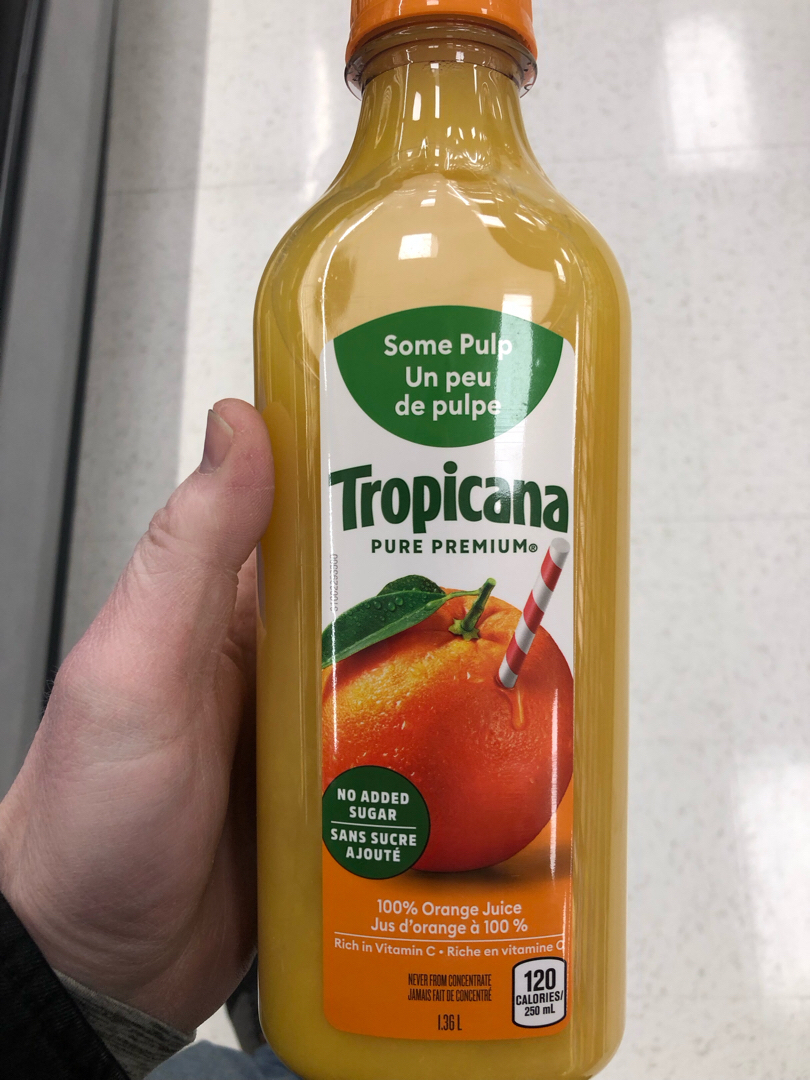 Some Pulp
Un peu
de pulpe
Tropicana
PURE PREMIUM®
NO ADDED
SUGAR
SANS SUCRE
AJOUTÉ
100% Orange Juice
Jus d'orange à 100 %
Rich in Vitamin C • Riche en vitamine C
NEVER FROM CONCENTRATE
JAMAIS FAIT DE CONCENTRÉ
120
CALORIES/
250 mL
1.36 L